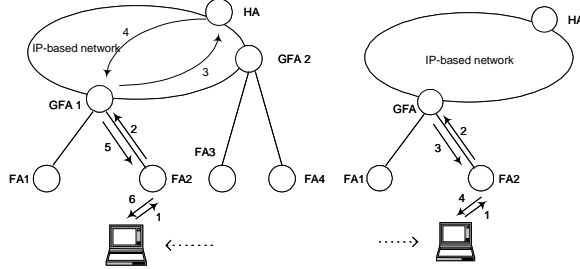 HA
4
IP-based network
3
GFA 2
GFA 1
2
5
FA1
FA2
FA3
FA4
6
1
HA
IP-based network
GFA
2
3
FA1
FA2
4
1